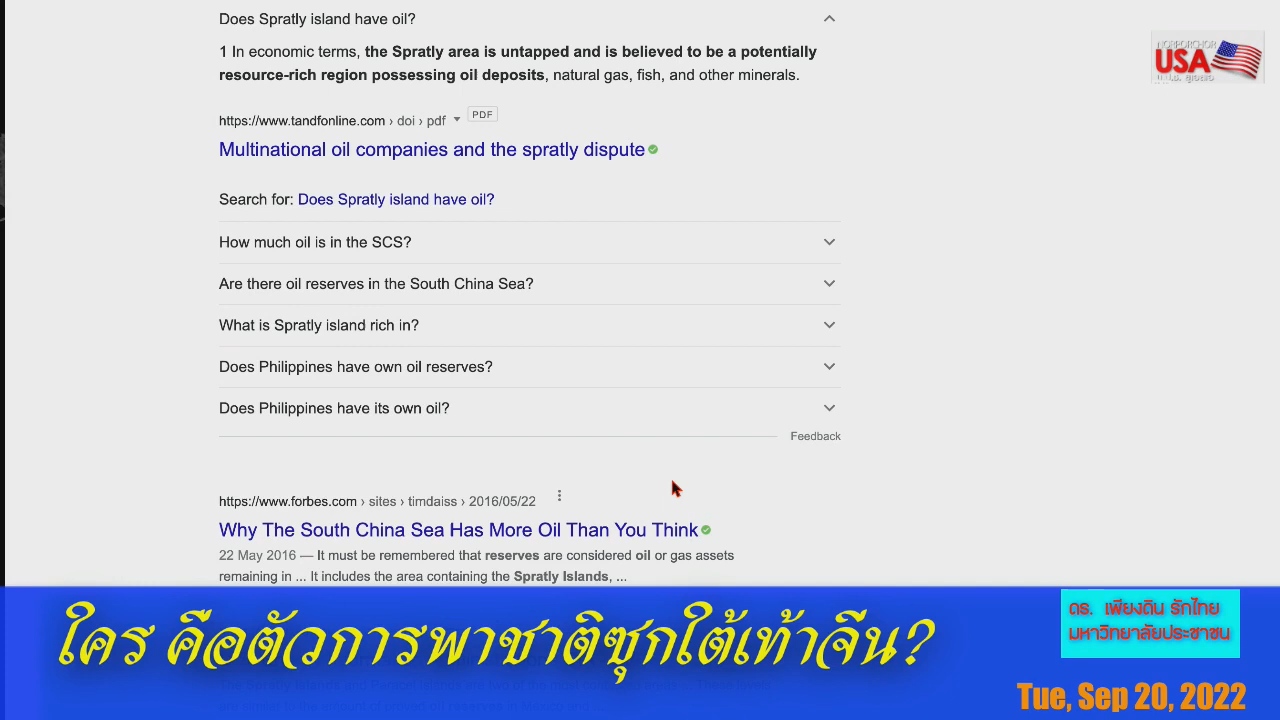 Does Spratly island have oil?
1 In economic terms, the Spratly area is untapped and is believed to be a potentially
resource-rich region possessing oil deposits, natural gas, fish, and other minerals.
https://www.tandfonline.com › doi › pdf PDF
Multinational oil companies and the spratly dispute
Search for: Does Spratly island have oil?
How much oil is in the SCS?
Are there oil reserves in the South China Sea?
What is Spratly island rich in?
Does Philippines have own oil reserves?
Does Philippines have its own oil?
Feedback
https://www.forbes.com › sites › timdaiss › 2016/05/22
Why The South China Sea Has More Oil Than You Think
22 May 2016 — It must be remembered that reserves are considered oil or gas assets
remaining in ... It includes the area containing the Spratly Islands, ...
NORPORCHOR
USA
ใคร คือตัวการพาชาติซุกใต้เท้าจีน?
ดร. เพียงดิน รักไทย
มหาวิทยาลัยประชาชน
Tue, Sep 20, 2022